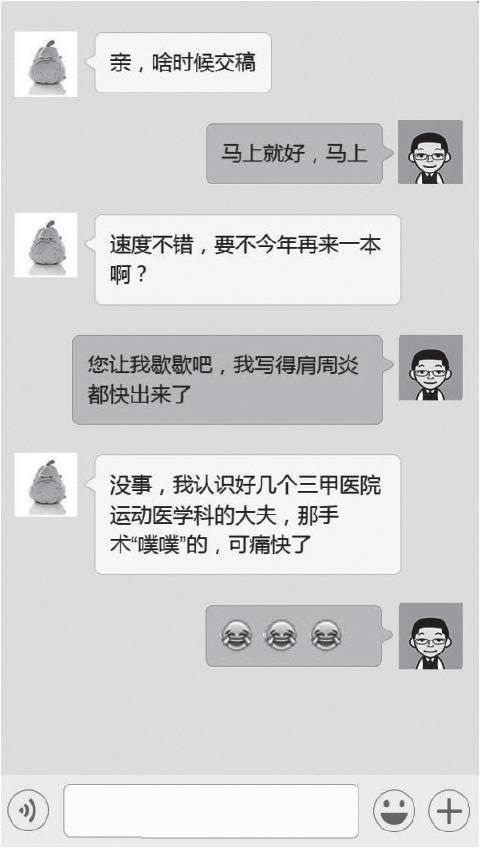 亲，啥时候交稿
马上就好，马上
速度不错，要不今年再来一本
啊？
您让我歇歇吧，我写得肩周炎
都快出来了
没事，我认识好几个三甲医院
运动医学科的大夫，那手
术“噗噗”的，可痛快了